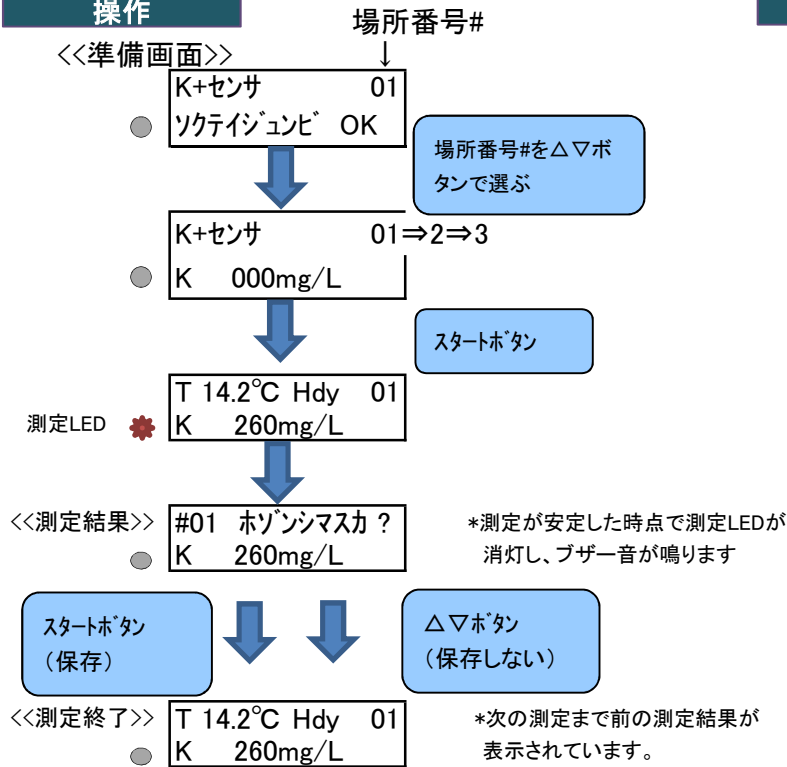 操作
場所番号#
↓
<<準備画面>>
K+センサ 01
ソクテイジュンビ OK
場所番号#を△▽ボ
タンで選ぶ
K+センサ 01⇒2⇒3
K 000mg/L
スタートボタン
T 14.2℃ Hdy 01
測定LED
K 260mg/L
<<測定結果>>
#01 ホゾンシマスカ?
K 260mg/L
*測定が安定した時点で測定LEDが
消灯し、ブザー音が鳴ります
スタートボタン
(保存)
△▽ボタン
(保存しない)
<<測定終了>>
T 14.2℃ Hdy 01
K 260mg/L
*次の測定まで前の測定結果が
表示されています。